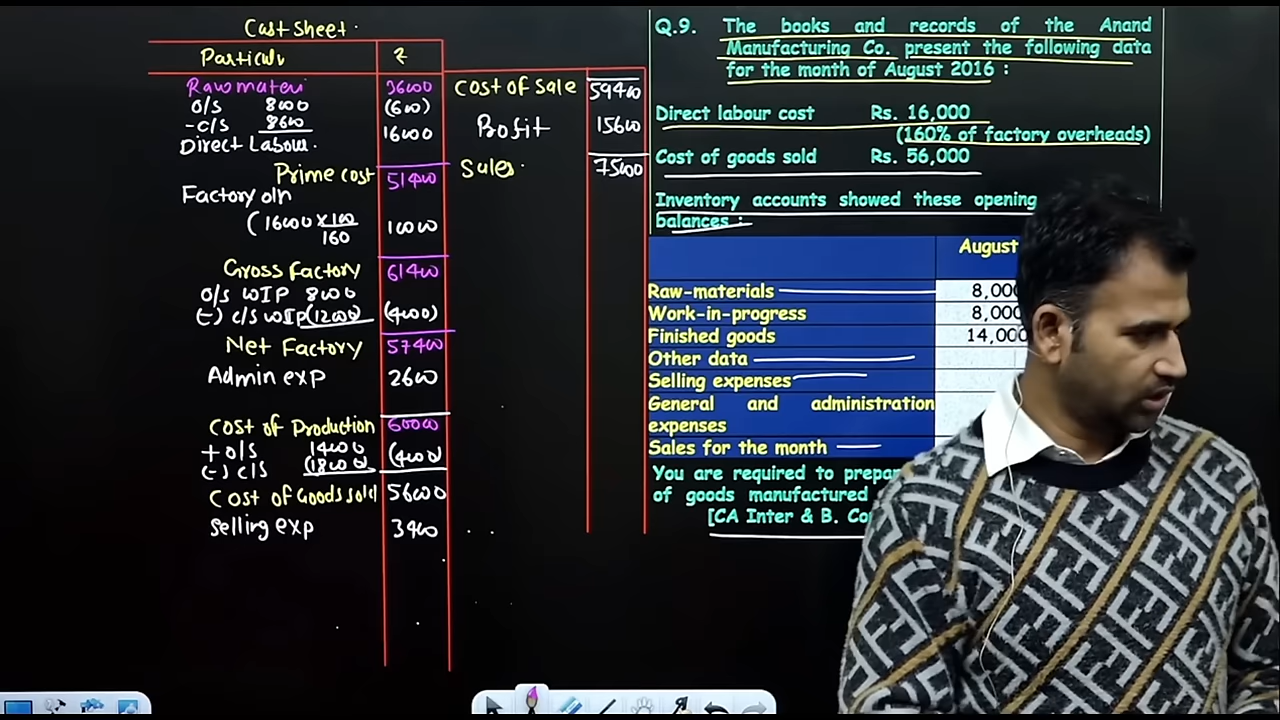 Cost Sheet
Particulr ₹
Raw materi 36000
o/s 8000 (600)
-c/s 8600
Direct Labour. 16000
Prime cost 51400
Factory o/h
(16000 x 100/160 10000
Gross Factory 61400
o/s WIP 8000
(-) c/s WIP (12000) (4000)
Net Factory 57400
Admin exp 2600
Cost of Production 60000
+ o/s 14000 (4000)
(-) c/s (18000)
Cost of Goods sold 56000
Selling exp 3400
Cost of Sale 59400
Profit 15600
Sales 75000
Q.9. The books and records of the Anand
Manufacturing Co. present the following data
for the month of August 2016 :
Direct labour cost Rs. 16,000
(160% of factory overheads)
Cost of goods sold Rs. 56,000
Inventory accounts showed these opening
balances :
August
Raw-materials 8,000
Work-in-progress 8,000
Finished goods 14,000
Other data
Selling expenses
General and administration
expenses
Sales for the month
You are required to prepar
of goods manufactured
[CA Inter & B. Co